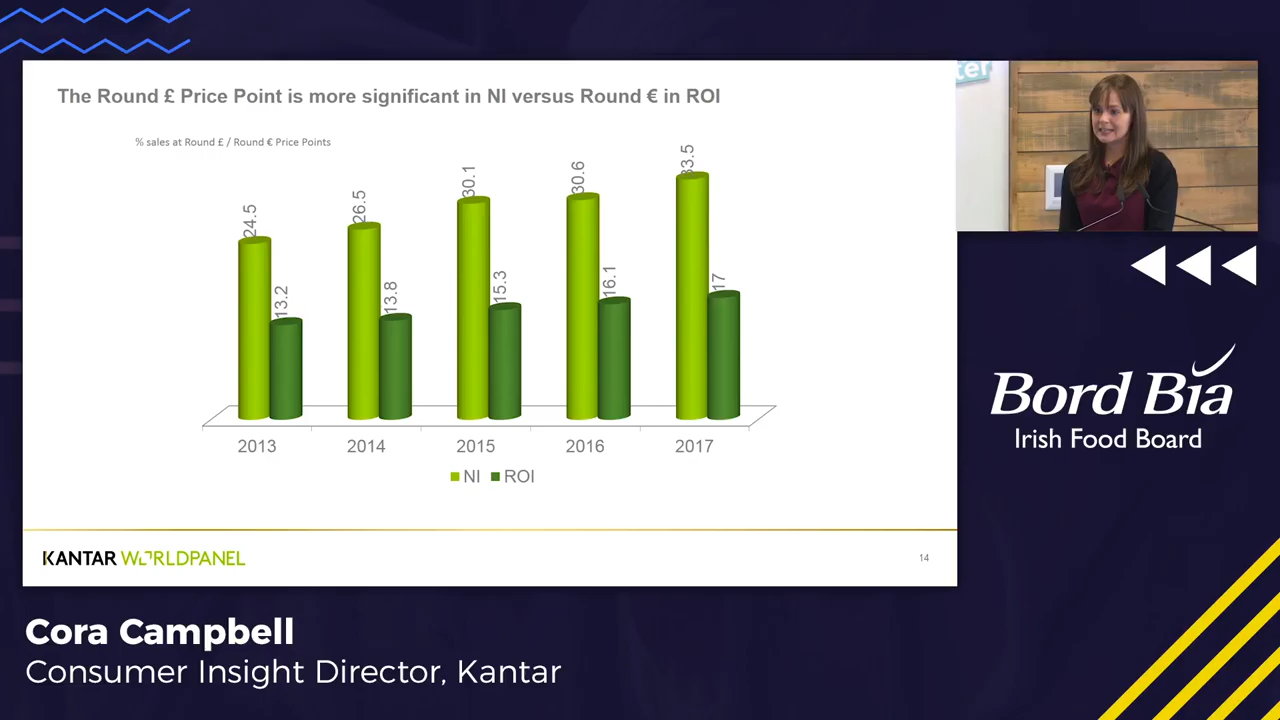 The Round £ Price Point is more significant in NI versus Round € in ROI
% sales at Round £ / Round € Price Points
24.5
13.2
26.5
13.8
30.1
15.3
30.6
16.1
33.5
17
2013 2014 2015 2016 2017
NI ROI
KANTAR WORLDPANEL
14
Bord Bia
Irish Food Board
Cora Campbell
Consumer Insight Director, Kantar